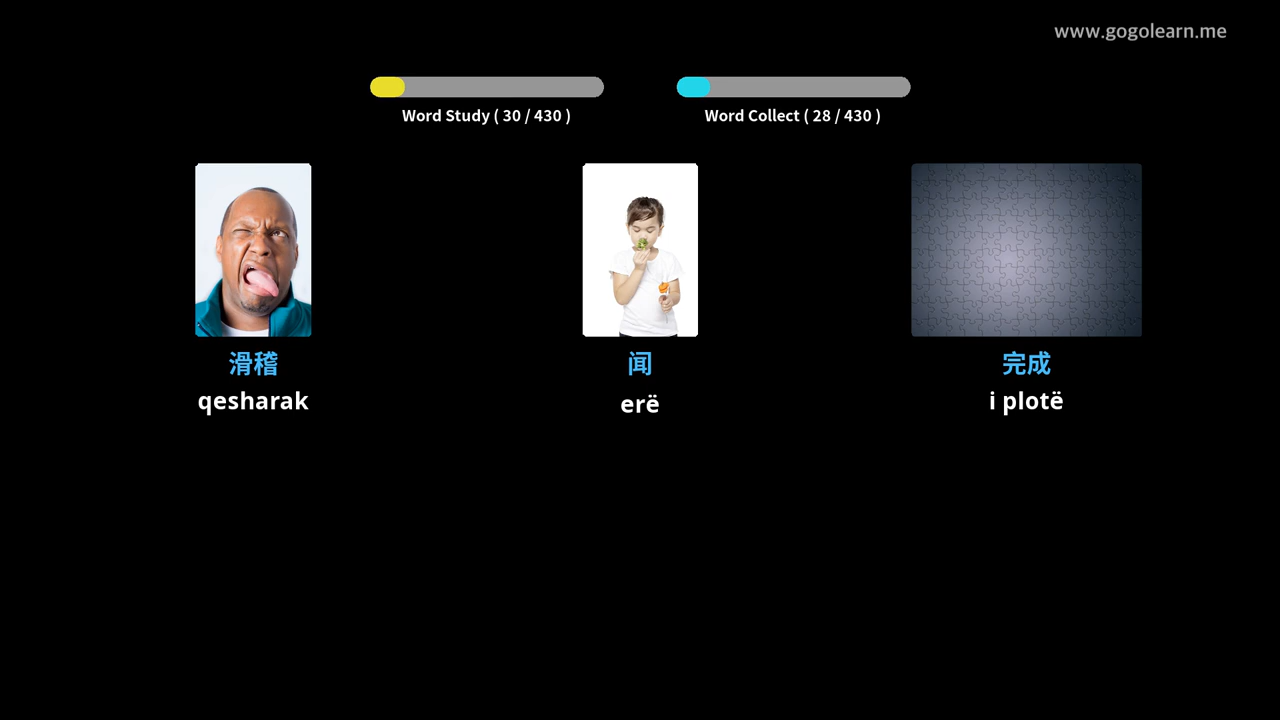 www.gogolearn.me
Word Study ( 30 / 430 )
Word Collect ( 28 / 430 )
滑稽
qesharak
闻
erë
完成
i plotë